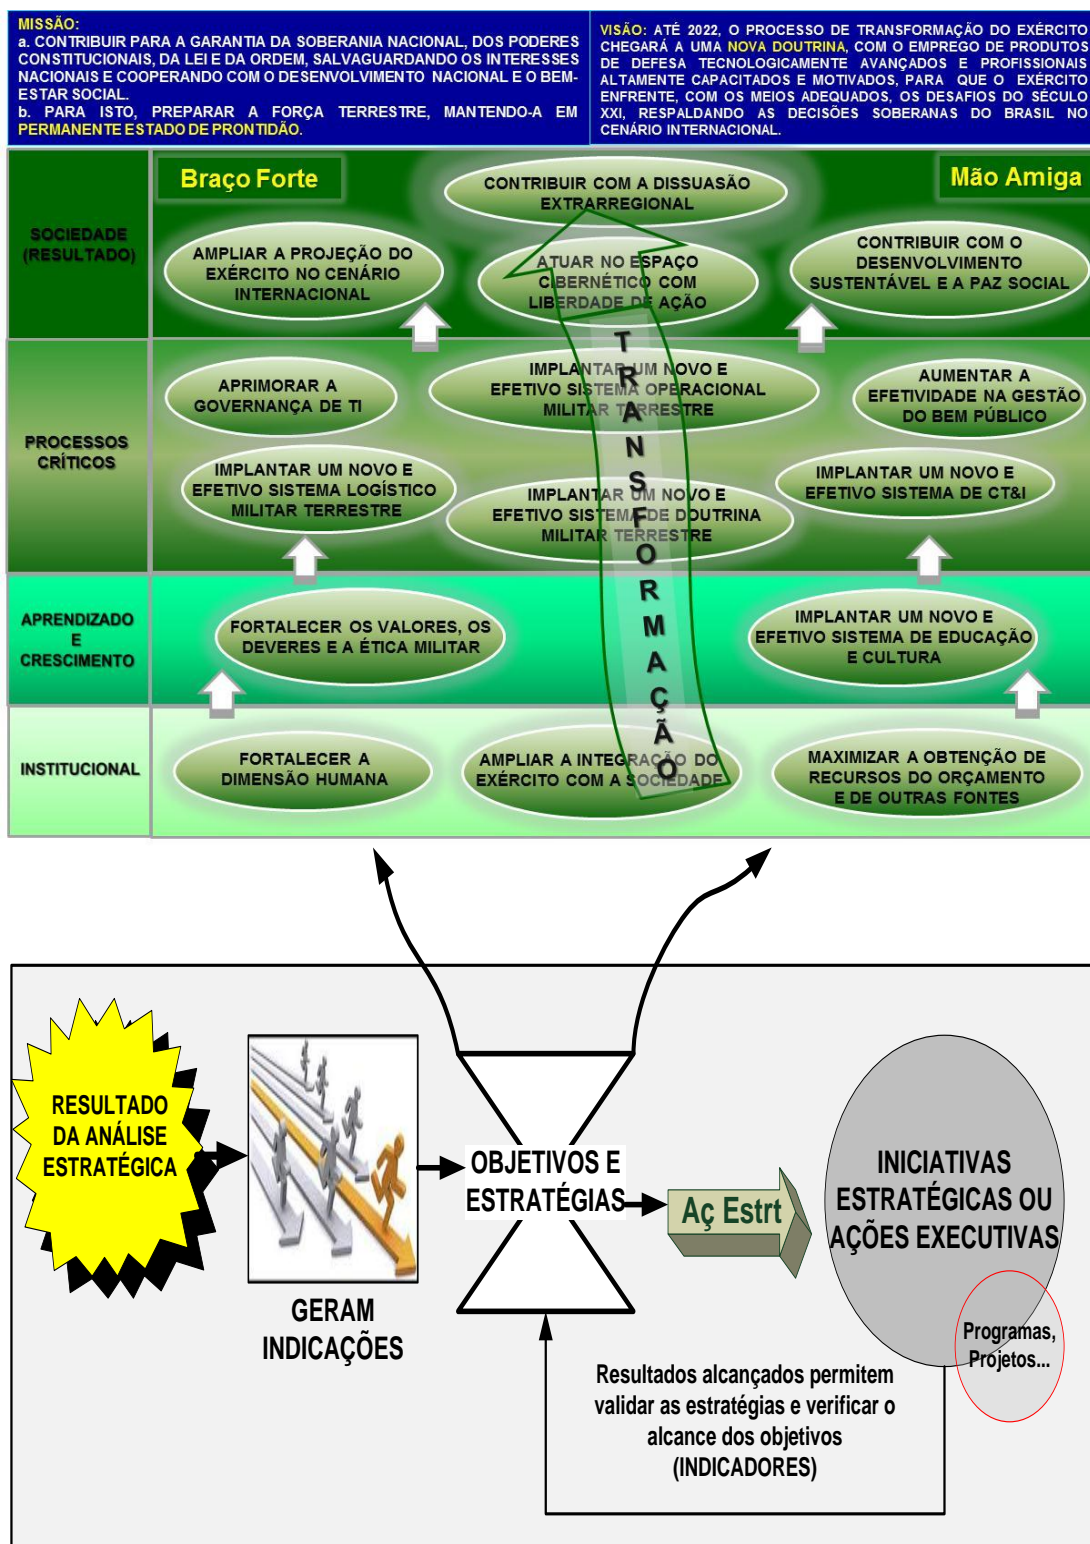 MISSÃO:
a. CONTRIBUIR PARA A GARANTIA DA SOBERANIA NACIONAL, DOS PODERES
CONSTITUCIONAIS, DA LEI E DA ORDEM, SALVAGUARDANDO OS INTERESSES
NACIONAIS E COOPERANDO COM O DESENVOLVIMENTO NACIONAL E O BEM-
ESTAR SOCIAL.
b. PARA ISTO, PREPARAR A FORÇA TERRESTRE, MANTENDO-A EM
PERMANENTE ESTADO DE PRONTIDÃO.
VISÃO: ATÉ 2022, O PROCESSO DE TRANSFORMAÇÃO DO EXÉRCITO
CHEGARÁ A UMA NOVA DOUTRINA, COM O EMPREGO DE PRODUTOS
DE DEFESA TECNOLOGICAMENTE AVANÇADOS E PROFISSIONAIS
ALTAMENTE CAPACITADOS E MOTIVADOS, PARA QUE O EXÉRCITO
ENFRENTE, COM OS MEIOS ADEQUADOS, OS DESAFIOS DO SÉCULO
XXI, RESPALDANDO AS DECISÕES SOBERANAS DO BRASIL NO
CENÁRIO INTERNACIONAL.
SOCIEDADE
(RESULTADO)
Braço Forte
CONTRIBUIR COM A DISSUASÃO
EXTRARREGIONAL
Mão Amiga
AMPLIAR A PROJEÇÃO DO
EXÉRCITO NO CENÁRIO
INTERNACIONAL
ATUAR NO ESPAÇO
CIBERNÉTICO COM
LIBERDADE DE AÇÃO
CONTRIBUIR COM O
DESENVOLVIMENTO
SUSTENTÁVEL E A PAZ SOCIAL
TRANSFORMAÇÃO
PROCESSOS
CRÍTICOS
APRIMORAR A
GOVERNANÇA DE TI
IMPLANTAR UM NOVO E
EFETIVO SISTEMA OPERACIONAL
MILITAR TERRESTRE
AUMENTAR A
EFETIVIDADE NA GESTÃO
DO BEM PÚBLICO
IMPLANTAR UM NOVO E
EFETIVO SISTEMA LOGÍSTICO
MILITAR TERRESTRE
IMPLANTAR UM NOVO E
EFETIVO SISTEMA DE DOUTRINA
MILITAR TERRESTRE
IMPLANTAR UM NOVO E
EFETIVO SISTEMA DE CT&I
APRENDIZADO
E
CRESCIMENTO
FORTALECER OS VALORES, OS
DEVERES E A ÉTICA MILITAR
IMPLANTAR UM NOVO E
EFETIVO SISTEMA DE EDUCAÇÃO
E CULTURA
INSTITUCIONAL
FORTALECER A
DIMENSÃO HUMANA
AMPLIAR A INTEGRAÇÃO DO
EXÉRCITO COM A SOCIEDADE
MAXIMIZAR A OBTENÇÃO DE
RECURSOS DO ORÇAMENTO
E DE OUTRAS FONTES
RESULTADO
DA ANÁLISE
ESTRATÉGICA
GERAM
INDICAÇÕES
OBJETIVOS E
ESTRATÉGIAS
Aç Estrt
INICIATIVAS
ESTRATÉGICAS OU
AÇÕES EXECUTIVAS
Programas,
Projetos...
Resultados alcançados permitem
validar as estratégias e verificar o
alcance dos objetivos
(INDICADORES)